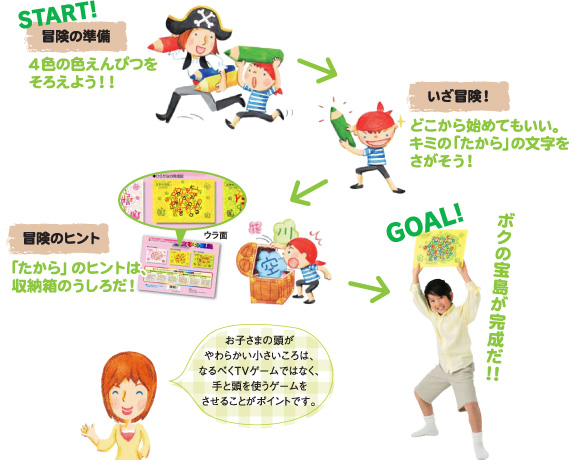 START!
冒険の準備
4色の色えんぴつを
そろえよう！！
いざ冒険！
どこから始めてもいい。
キミの「たから」の文字を
さがそう！
ウラ面
冒険のヒント
「たから」のヒントは、
収納箱のうしろだ！
川
空
GOAL!
ボクの宝島が完成だ!!
お子さまの頭が
やわらかい小さいころは、
なるべくTVゲームではなく、
手と頭を使うゲームを
させることがポイントです。